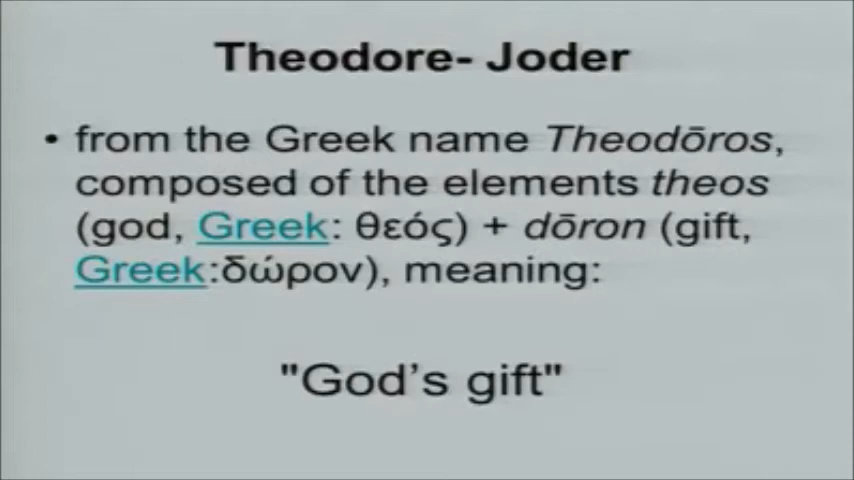 Theodore- Joder
• from the Greek name Theodōros,
composed of the elements theos
(god, Greek: θεός) + dōron (gift,
Greek:δώρον), meaning:
"God’s gift"